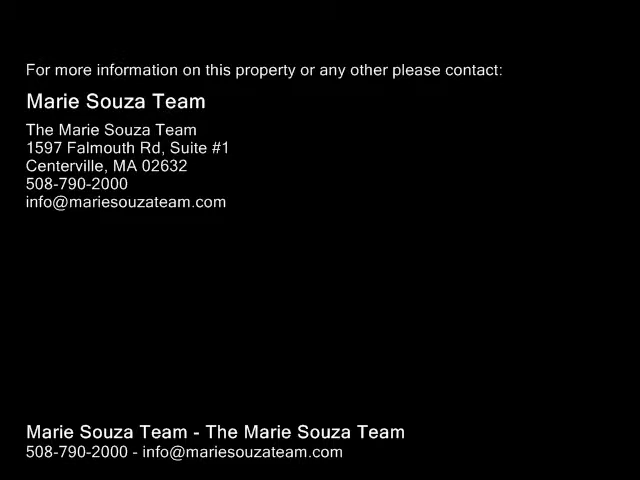 For more information on this property or any other please contact:
Marie Souza Team
The Marie Souza Team
1597 Falmouth Rd, Suite #1
Centerville, MA 02632
508-790-2000
info@mariesouzateam.com
Marie Souza Team - The Marie Souza Team
508-790-2000 - info@mariesouzateam.com